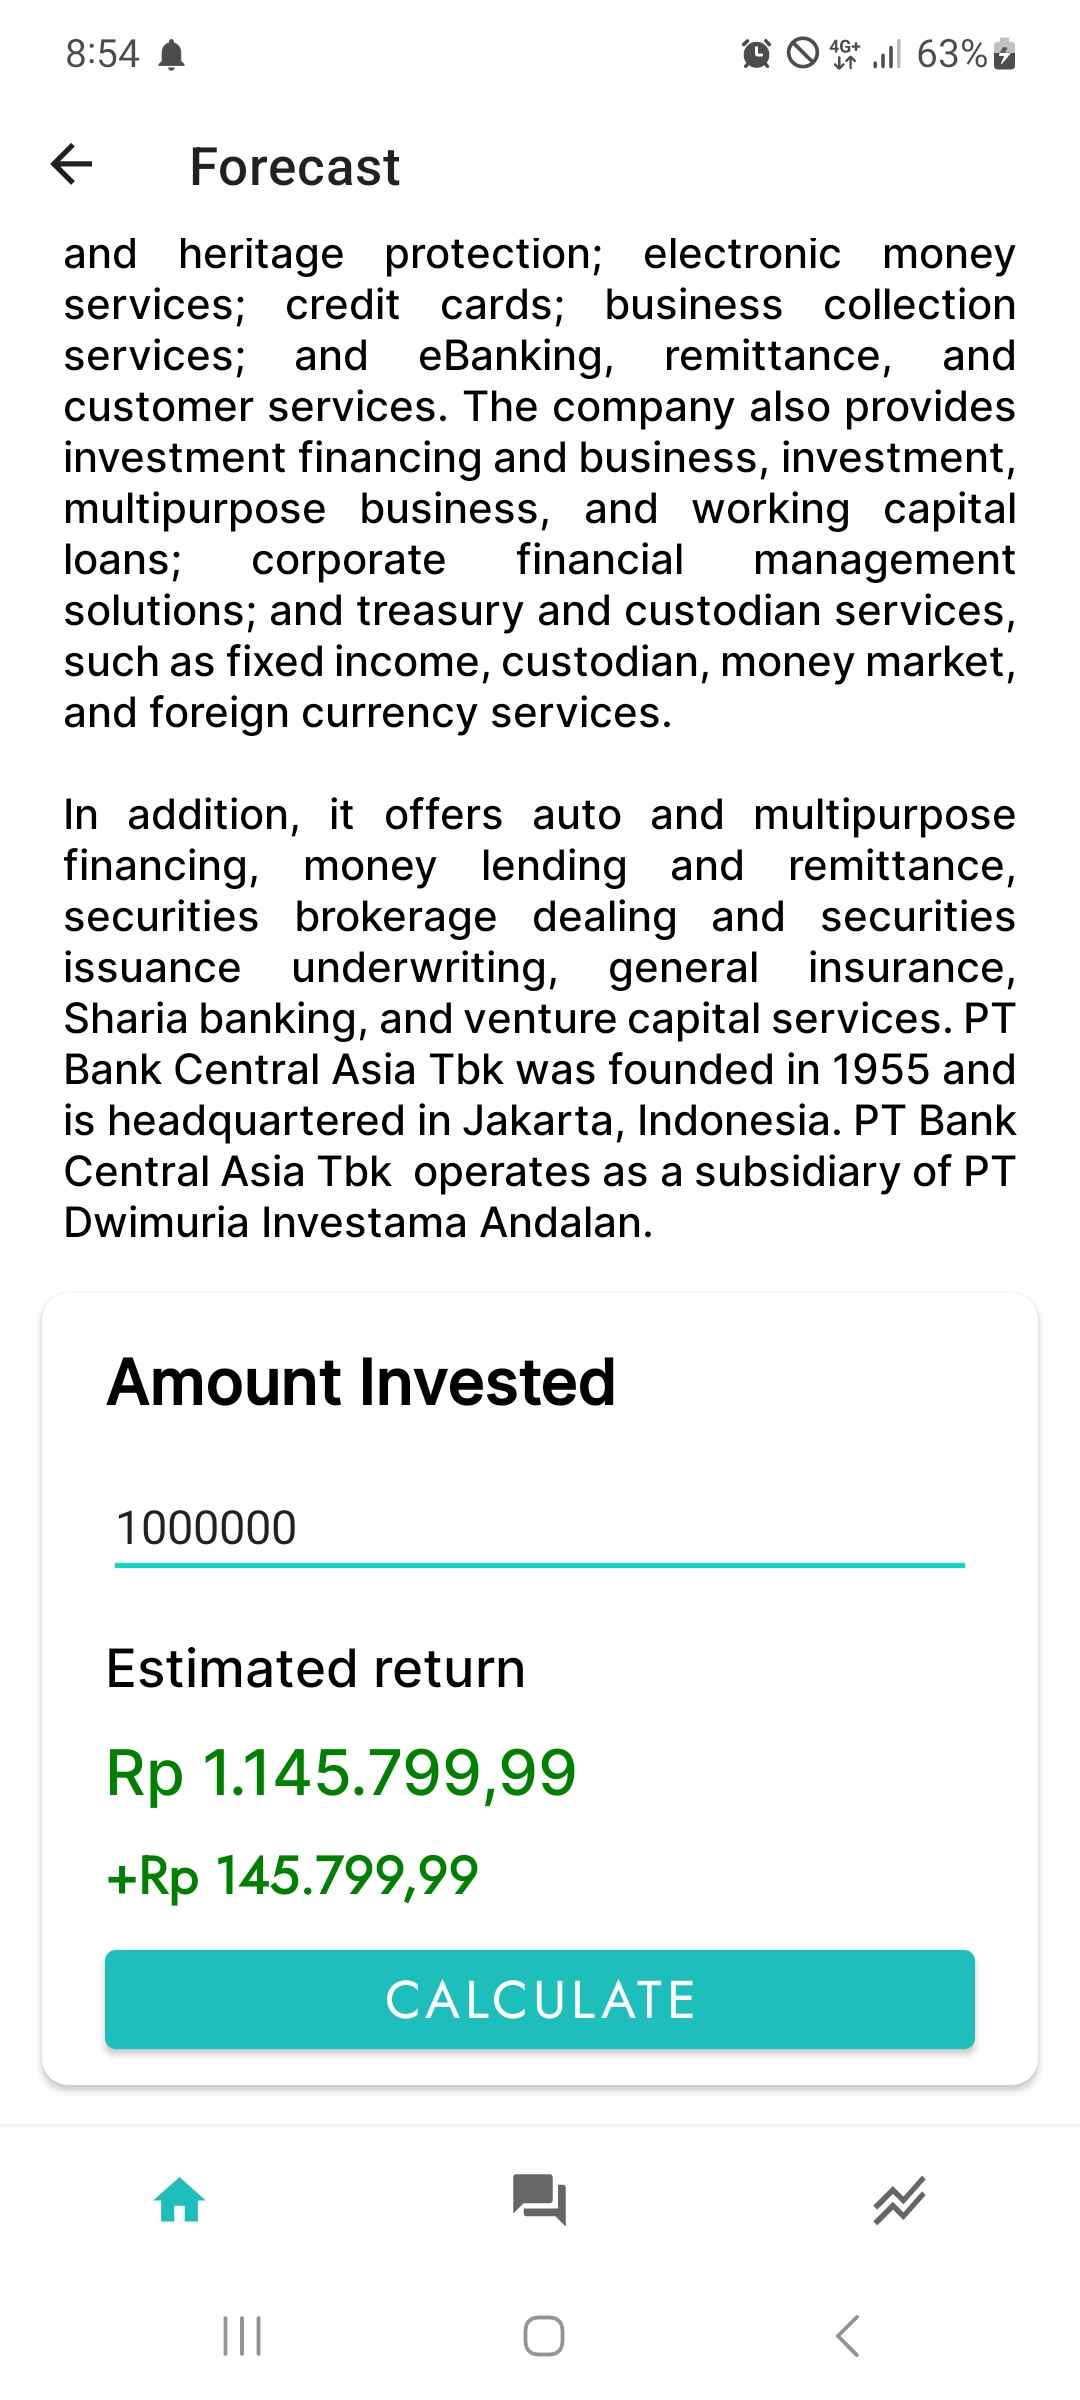 8:54
4G+ 63%
Forecast
and heritage protection; electronic money
services; credit cards; business collection
services; and eBanking, remittance, and
customer services. The company also provides
investment financing and business, investment,
multipurpose business, and working capital
loans; corporate financial management
solutions; and treasury and custodian services,
such as fixed income, custodian, money market,
and foreign currency services.
In addition, it offers auto and multipurpose
financing, money lending and remittance,
securities brokerage dealing and securities
issuance underwriting, general insurance,
Sharia banking, and venture capital services. PT
Bank Central Asia Tbk was founded in 1955 and
is headquartered in Jakarta, Indonesia. PT Bank
Central Asia Tbk operates as a subsidiary of PT
Dwimuria Investama Andalan.
Amount Invested
1000000
Estimated return
Rp 1.145.799,99
+Rp 145.799,99
CALCULATE